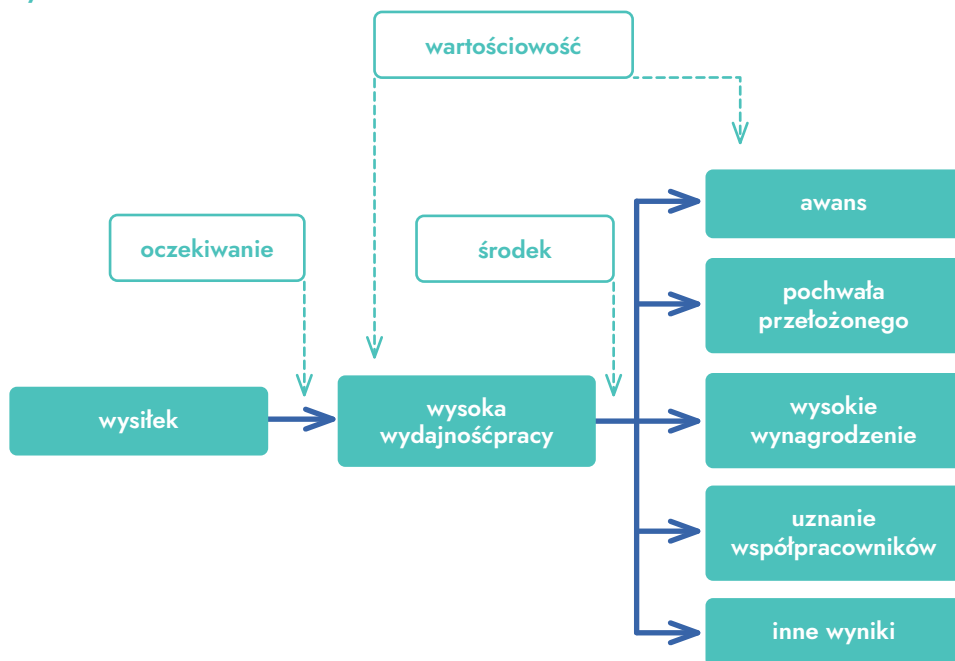 wartościowość
oczekiwanie
środek
wysiłek
wysoka
wydajnośćpracy
awans
pochwała
przełożonego
wysokie
wynagrodzenie
uznanie
współpracowników
inne wyniki